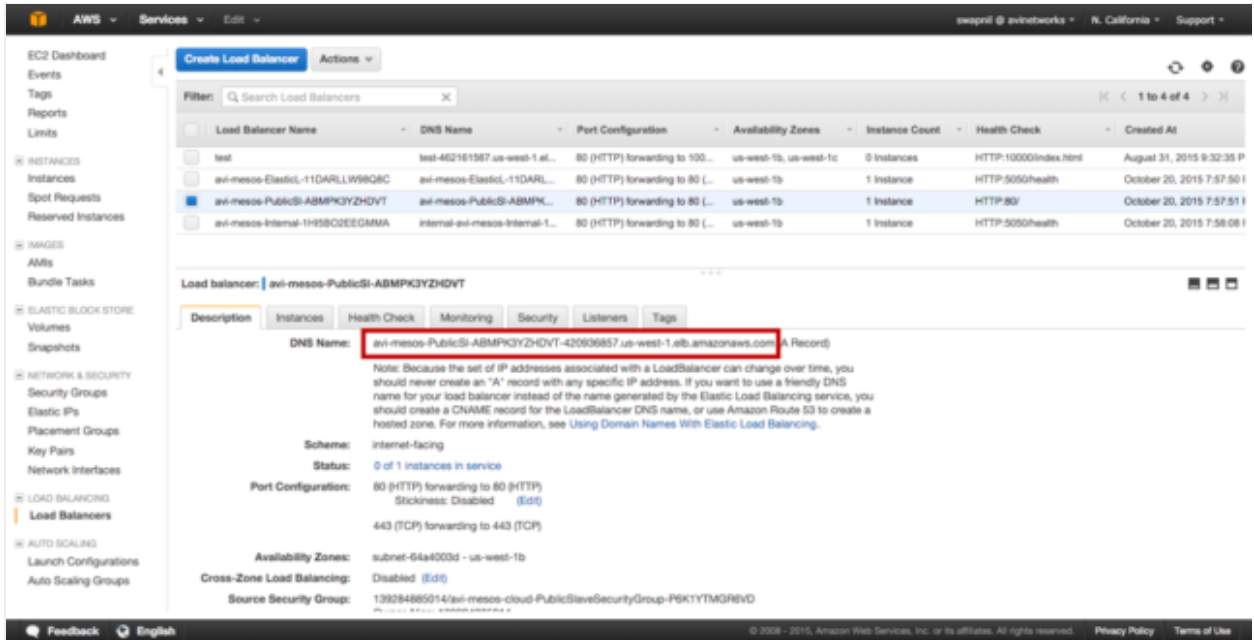 AWS Services Edit swapnil @ avinetworks N. California Support
EC2 Dashboard
Events
Tags
Reports
Limits
INSTANCES
Instances
Spot Requests
Reserved Instances
IMAGES
AMIs
Bundle Tasks
ELASTIC BLOCK STORE
Volumes
Snapshots
NETWORK & SECURITY
Security Groups
Elastic IPs
Placement Groups
Key Pairs
Network Interfaces
LOAD BALANCING
Load Balancers
AUTO SCALING
Launch Configurations
Auto Scaling Groups
Create Load Balancer Actions
Filter: Search Load Balancers 1 to 4 of 4
Load Balancer Name DNS Name Port Configuration Availability Zones Instance Count Health Check Created At
test test-462161567.us-west-1.el... 80 (HTTP) forwarding to 100... us-west-1b, us-west-1c 0 Instances HTTP:10000/index.html August 31, 2015 9:32:35 P
avi-mesos-ElasticL-11DARLLW98Q8C avi-mesos-ElasticL-11DARL... 80 (HTTP) forwarding to 80 (... us-west-1b 1 Instance HTTP:5050/health October 20, 2015 7:57:50
avi-mesos-PublicSl-ABMPK3YZHDVT avi-mesos-PublicSl-ABMPK... 80 (HTTP) forwarding to 80 (... us-west-1b 1 Instance HTTP:80/ October 20, 2015 7:57:51
avi-mesos-Internal-1HI5BO2EEGMMA internal-avi-mesos-Internal-1... 80 (HTTP) forwarding to 80 (... us-west-1b 1 Instance HTTP:5050/health October 20, 2015 7:58:08
Load balancer: avi-mesos-PublicSl-ABMPK3YZHDVT
Description Instances Health Check Monitoring Security Listeners Tags
DNS Name: avi-mesos-PublicSl-ABMPK3YZHDVT-420936857.us-west-1.elb.amazonaws.com (A Record)
Note: Because the set of IP addresses associated with a LoadBalancer can change over time, you
should never create an "A" record with any specific IP address. If you want to use a friendly DNS
name for your load balancer instead of the name generated by the Elastic Load Balancing service, you
should create a CNAME record for the LoadBalancer DNS name, or use Amazon Route 53 to create a
hosted zone. For more information, see Using Domain Names With Elastic Load Balancing.
Scheme: internet-facing
Status: 0 of 1 instances in service
Port Configuration: 80 (HTTP) forwarding to 80 (HTTP)
Stickiness: Disabled (Edit)
443 (TCP) forwarding to 443 (TCP)
Availability Zones: subnet-64a4003d - us-west-1b
Cross-Zone Load Balancing: Disabled (Edit)
Source Security Group: 139284885014/avi-mesos-cloud-PublicSlaveSecurityGroup-P6K1YTMGR6VD
Feedback English © 2008 - 2015, Amazon Web Services, Inc. or its affiliates. All rights reserved. Privacy Policy Terms of Use